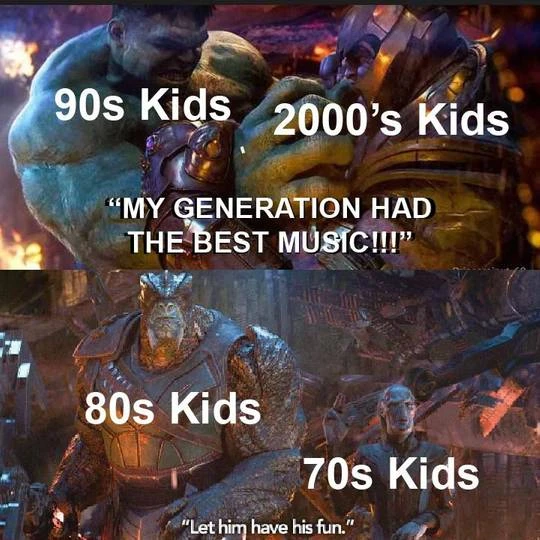 90s Kids
2000's Kids
“MY GENERATION HAD
THE BEST MUSIC!!!”
80s Kids
70s Kids
“Let him have his fun.”